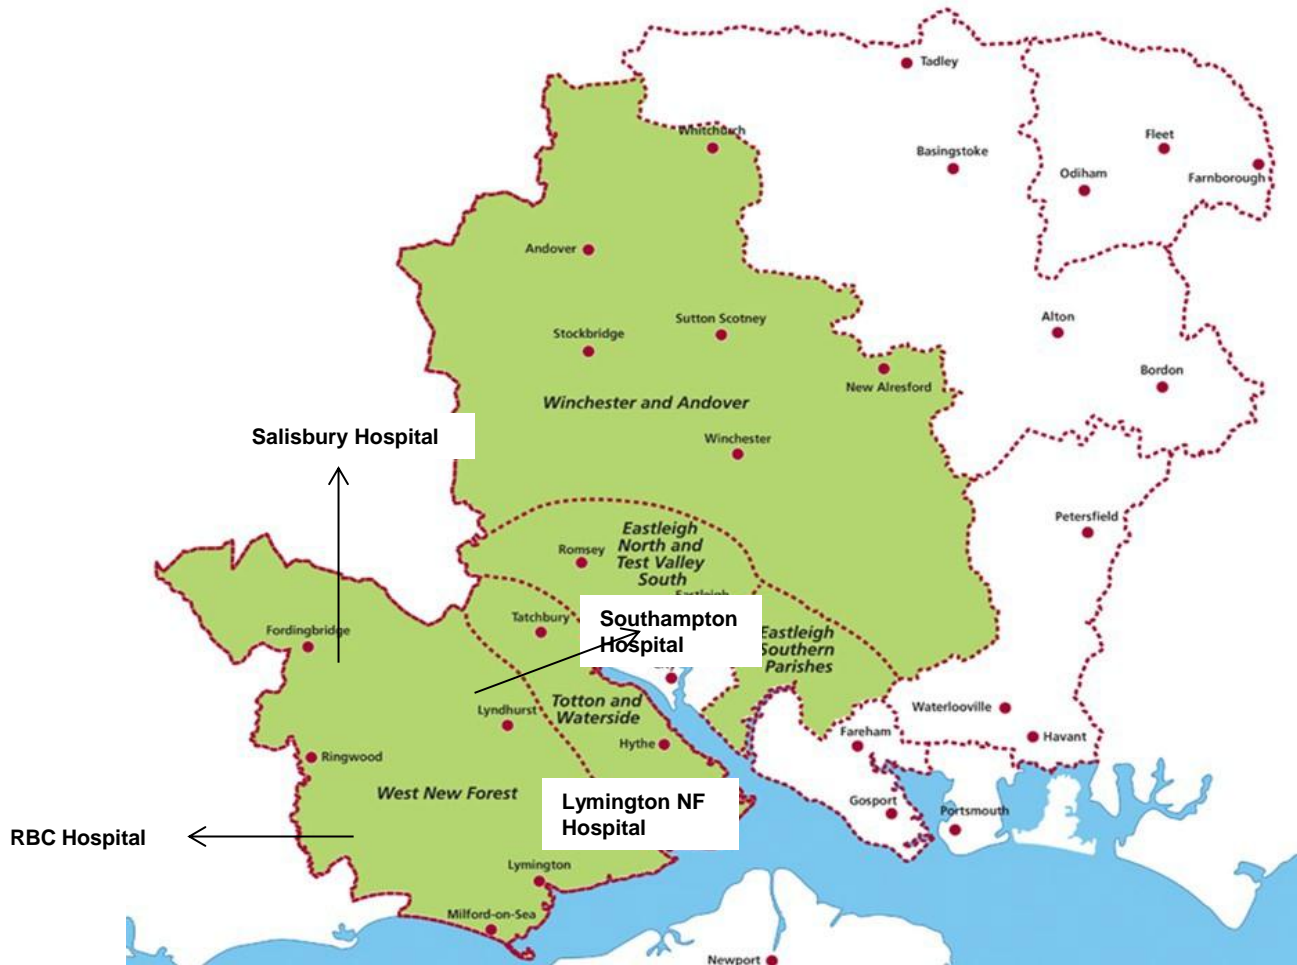 Tadley
Whitchurch
Fleet
Basingstoke
Odiham
Farnborough
Andover
Sutton Scotney
Stockbridge
Alton
New Alresford
Bordon
Winchester and Andover
Salisbury Hospital
Winchester
Petersfield
Eastleigh
North and
Test Valley
South
Romsey
Eastleigh
Tatchbury
Southampton
Hospital
Eastleigh
Southern
Parishes
Fordingbridge
Totton and
Waterside
Lyndhurst
Waterlooville
Hythe
Fareham
Havant
Ringwood
West New Forest
Lymington NF
Hospital
Gosport
Portsmouth
RBC Hospital
Lymington
Milford-on-Sea
Newport